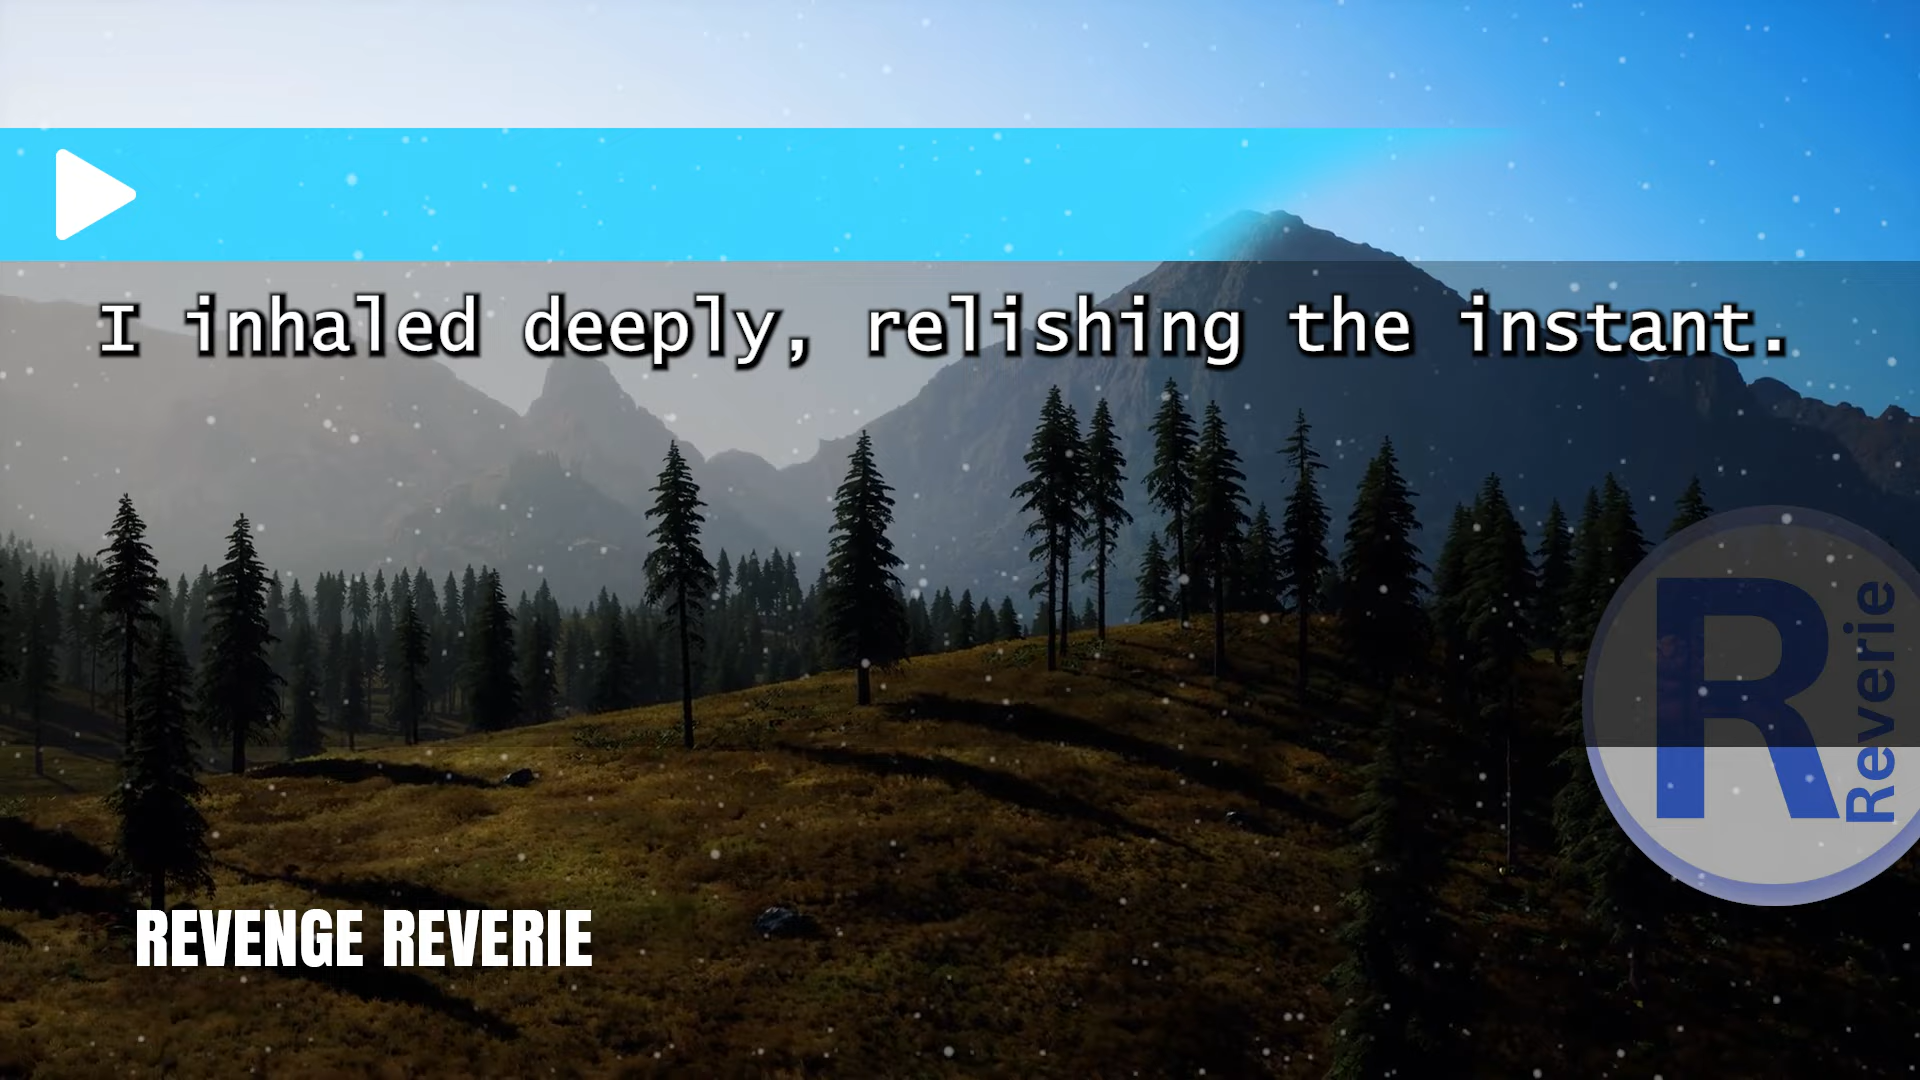 I inhaled deeply, relishing the instant.
R
Reverie
REVENGE REVERIE